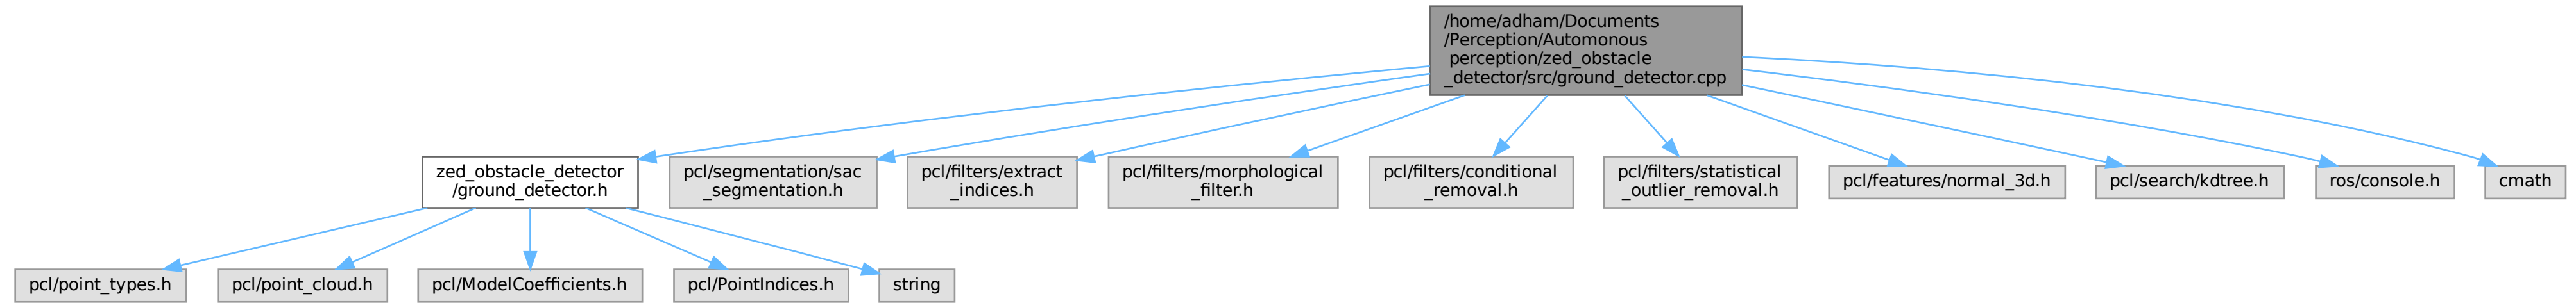 /home/adham/Documents
/Perception/Automonous
 perception/zed_obstacle
_detector/src/ground_detector.cpp
zed_obstacle_detector
/ground_detector.h
pcl/segmentation/sac
_segmentation.h
pcl/filters/extract
_indices.h
pcl/filters/morphological
_filter.h
pcl/filters/conditional
_removal.h
pcl/filters/statistical
_outlier_removal.h
pcl/features/normal_3d.h
pcl/search/kdtree.h
ros/console.h
cmath
pcl/point_types.h
pcl/point_cloud.h
pcl/ModelCoefficients.h
pcl/PointIndices.h
string